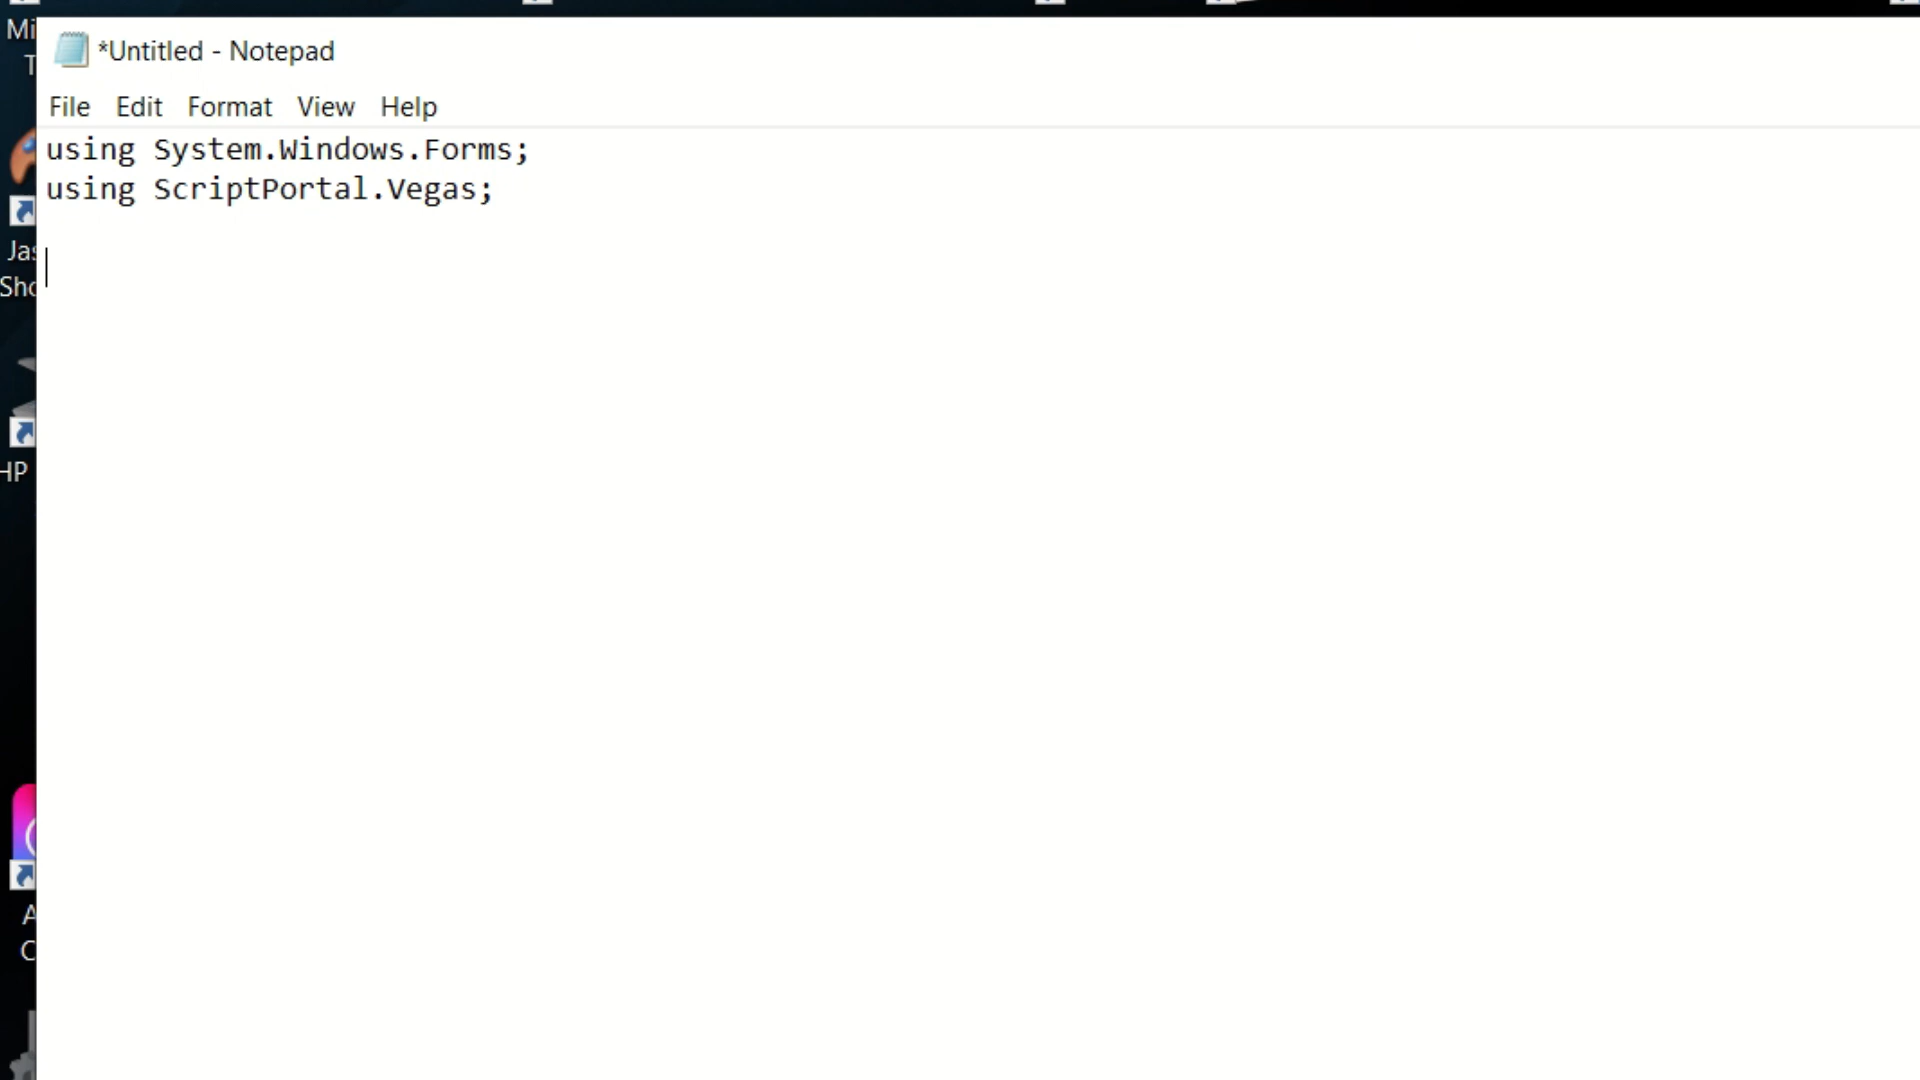 *Untitled - Notepad
File Edit Format View Help
using System.Windows.Forms;
using ScriptPortal.Vegas;
HP